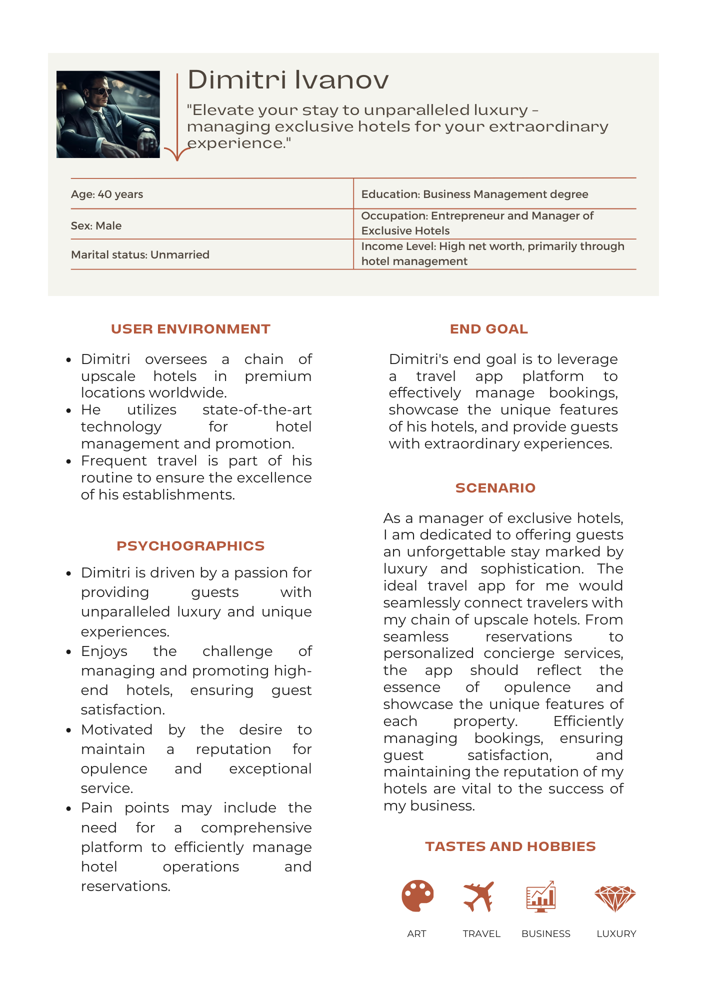 Dimitri Ivanov
"Elevate your stay to unparalleled luxury –
managing exclusive hotels for your extraordinary
experience."
Age: 40 years
Education: Business Management degree
Sex: Male
Occupation: Entrepreneur and Manager of
Exclusive Hotels
Marital status: Unmarried
Income Level: High net worth, primarily through
hotel management
USER ENVIRONMENT
• Dimitri oversees a chain of
upscale hotels in premium
locations worldwide.
• He utilizes state-of-the-art
technology for hotel
management and promotion.
• Frequent travel is part of his
routine to ensure the excellence
of his establishments.
PSYCHOGRAPHICS
• Dimitri is driven by a passion for
providing guests with
unparalleled luxury and unique
experiences.
• Enjoys the challenge of
managing and promoting high-
end hotels, ensuring guest
satisfaction.
• Motivated by the desire to
maintain a reputation for
opulence and exceptional
service.
• Pain points may include the
need for a comprehensive
platform to efficiently manage
hotel operations and
reservations.
END GOAL
Dimitri's end goal is to leverage
a travel app platform to
effectively manage bookings,
showcase the unique features
of his hotels, and provide guests
with extraordinary experiences.
SCENARIO
As a manager of exclusive hotels,
I am dedicated to offering guests
an unforgettable stay marked by
luxury and sophistication. The
ideal travel app for me would
seamlessly connect travelers with
my chain of upscale hotels. From
seamless reservations to
personalized concierge services,
the app should reflect the
essence of opulence and
showcase the unique features of
each property. Efficiently
managing bookings, ensuring
guest satisfaction, and
maintaining the reputation of my
hotels are vital to the success of
my business.
TASTES AND HOBBIES
ART
TRAVEL
BUSINESS
LUXURY